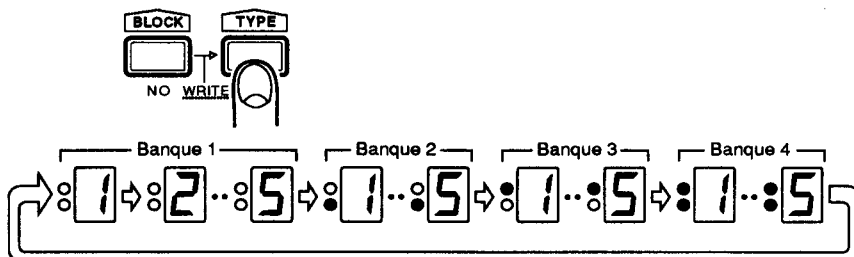 BLOCK TYPE
NO WRITE
Banque 1 Banque 2 Banque 3 Banque 4
1 2 5 1 5 1 5 1 5